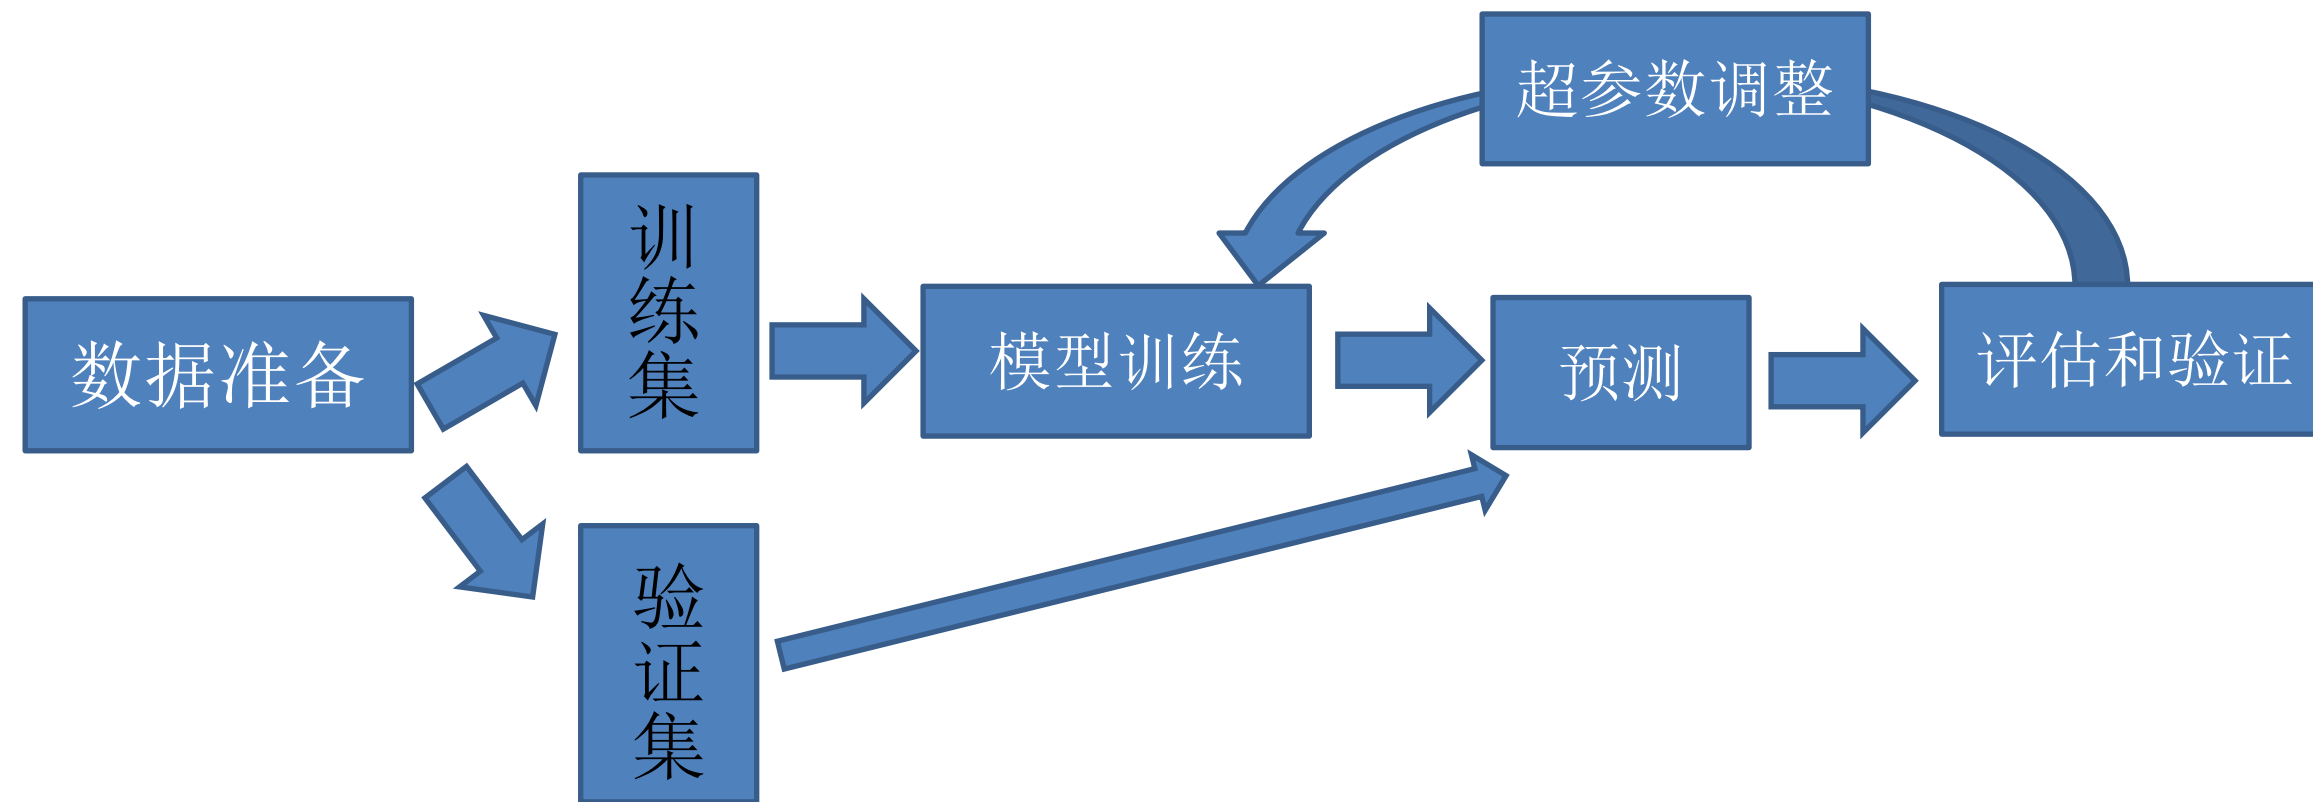 超参数调整
训练集
数据准备
模型训练
预测
评估和验证
验证集